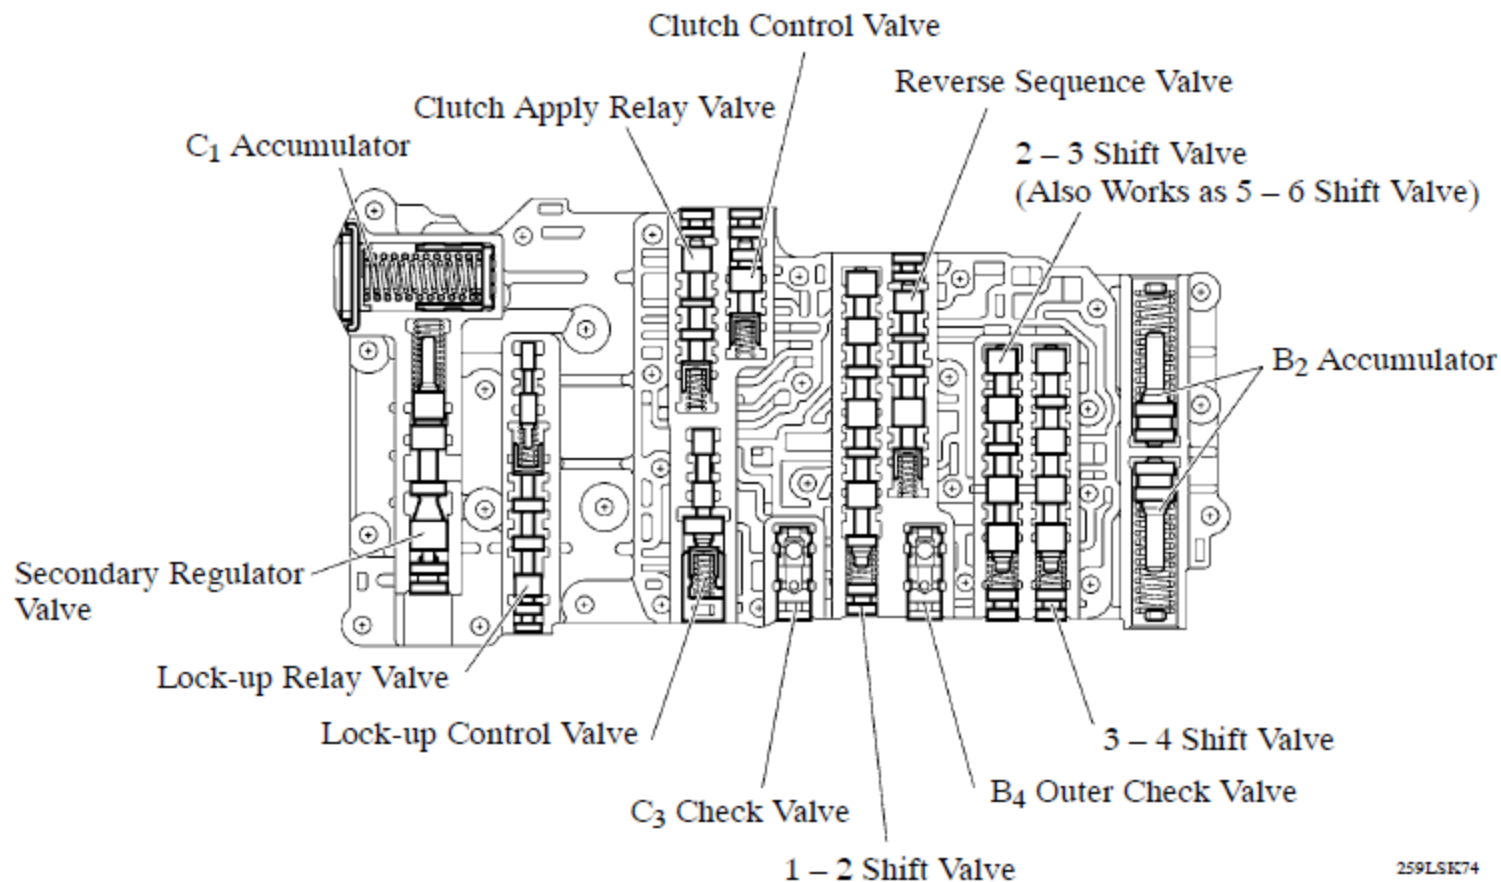 Clutch Control Valve
Reverse Sequence Valve
Clutch Apply Relay Valve
C1 Accumulator
2 – 3 Shift Valve
(Also Works as 5 – 6 Shift Valve)
B2 Accumulator
Secondary Regulator
Valve
Lock-up Relay Valve
Lock-up Control Valve
3 – 4 Shift Valve
B4 Outer Check Valve
C3 Check Valve
1 – 2 Shift Valve
259LSK74